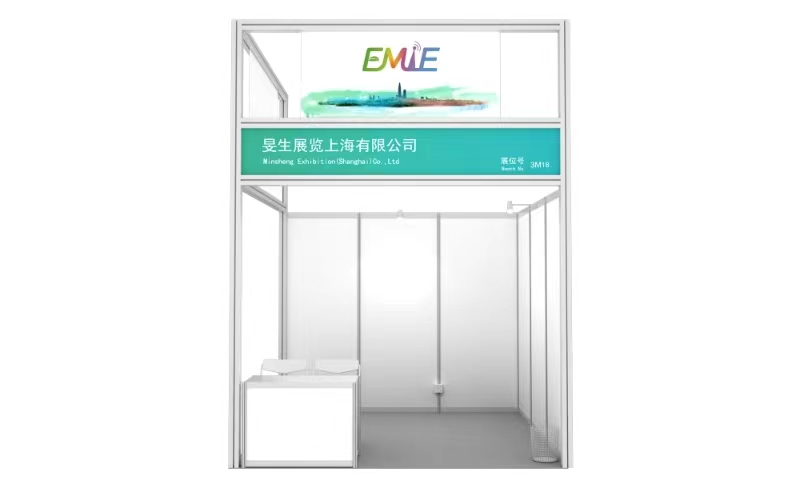 EMIE
旻生展览上海有限公司
Minsheng Exhibition(Shanghai)Co.,Ltd
展位号 3M18
Booth No